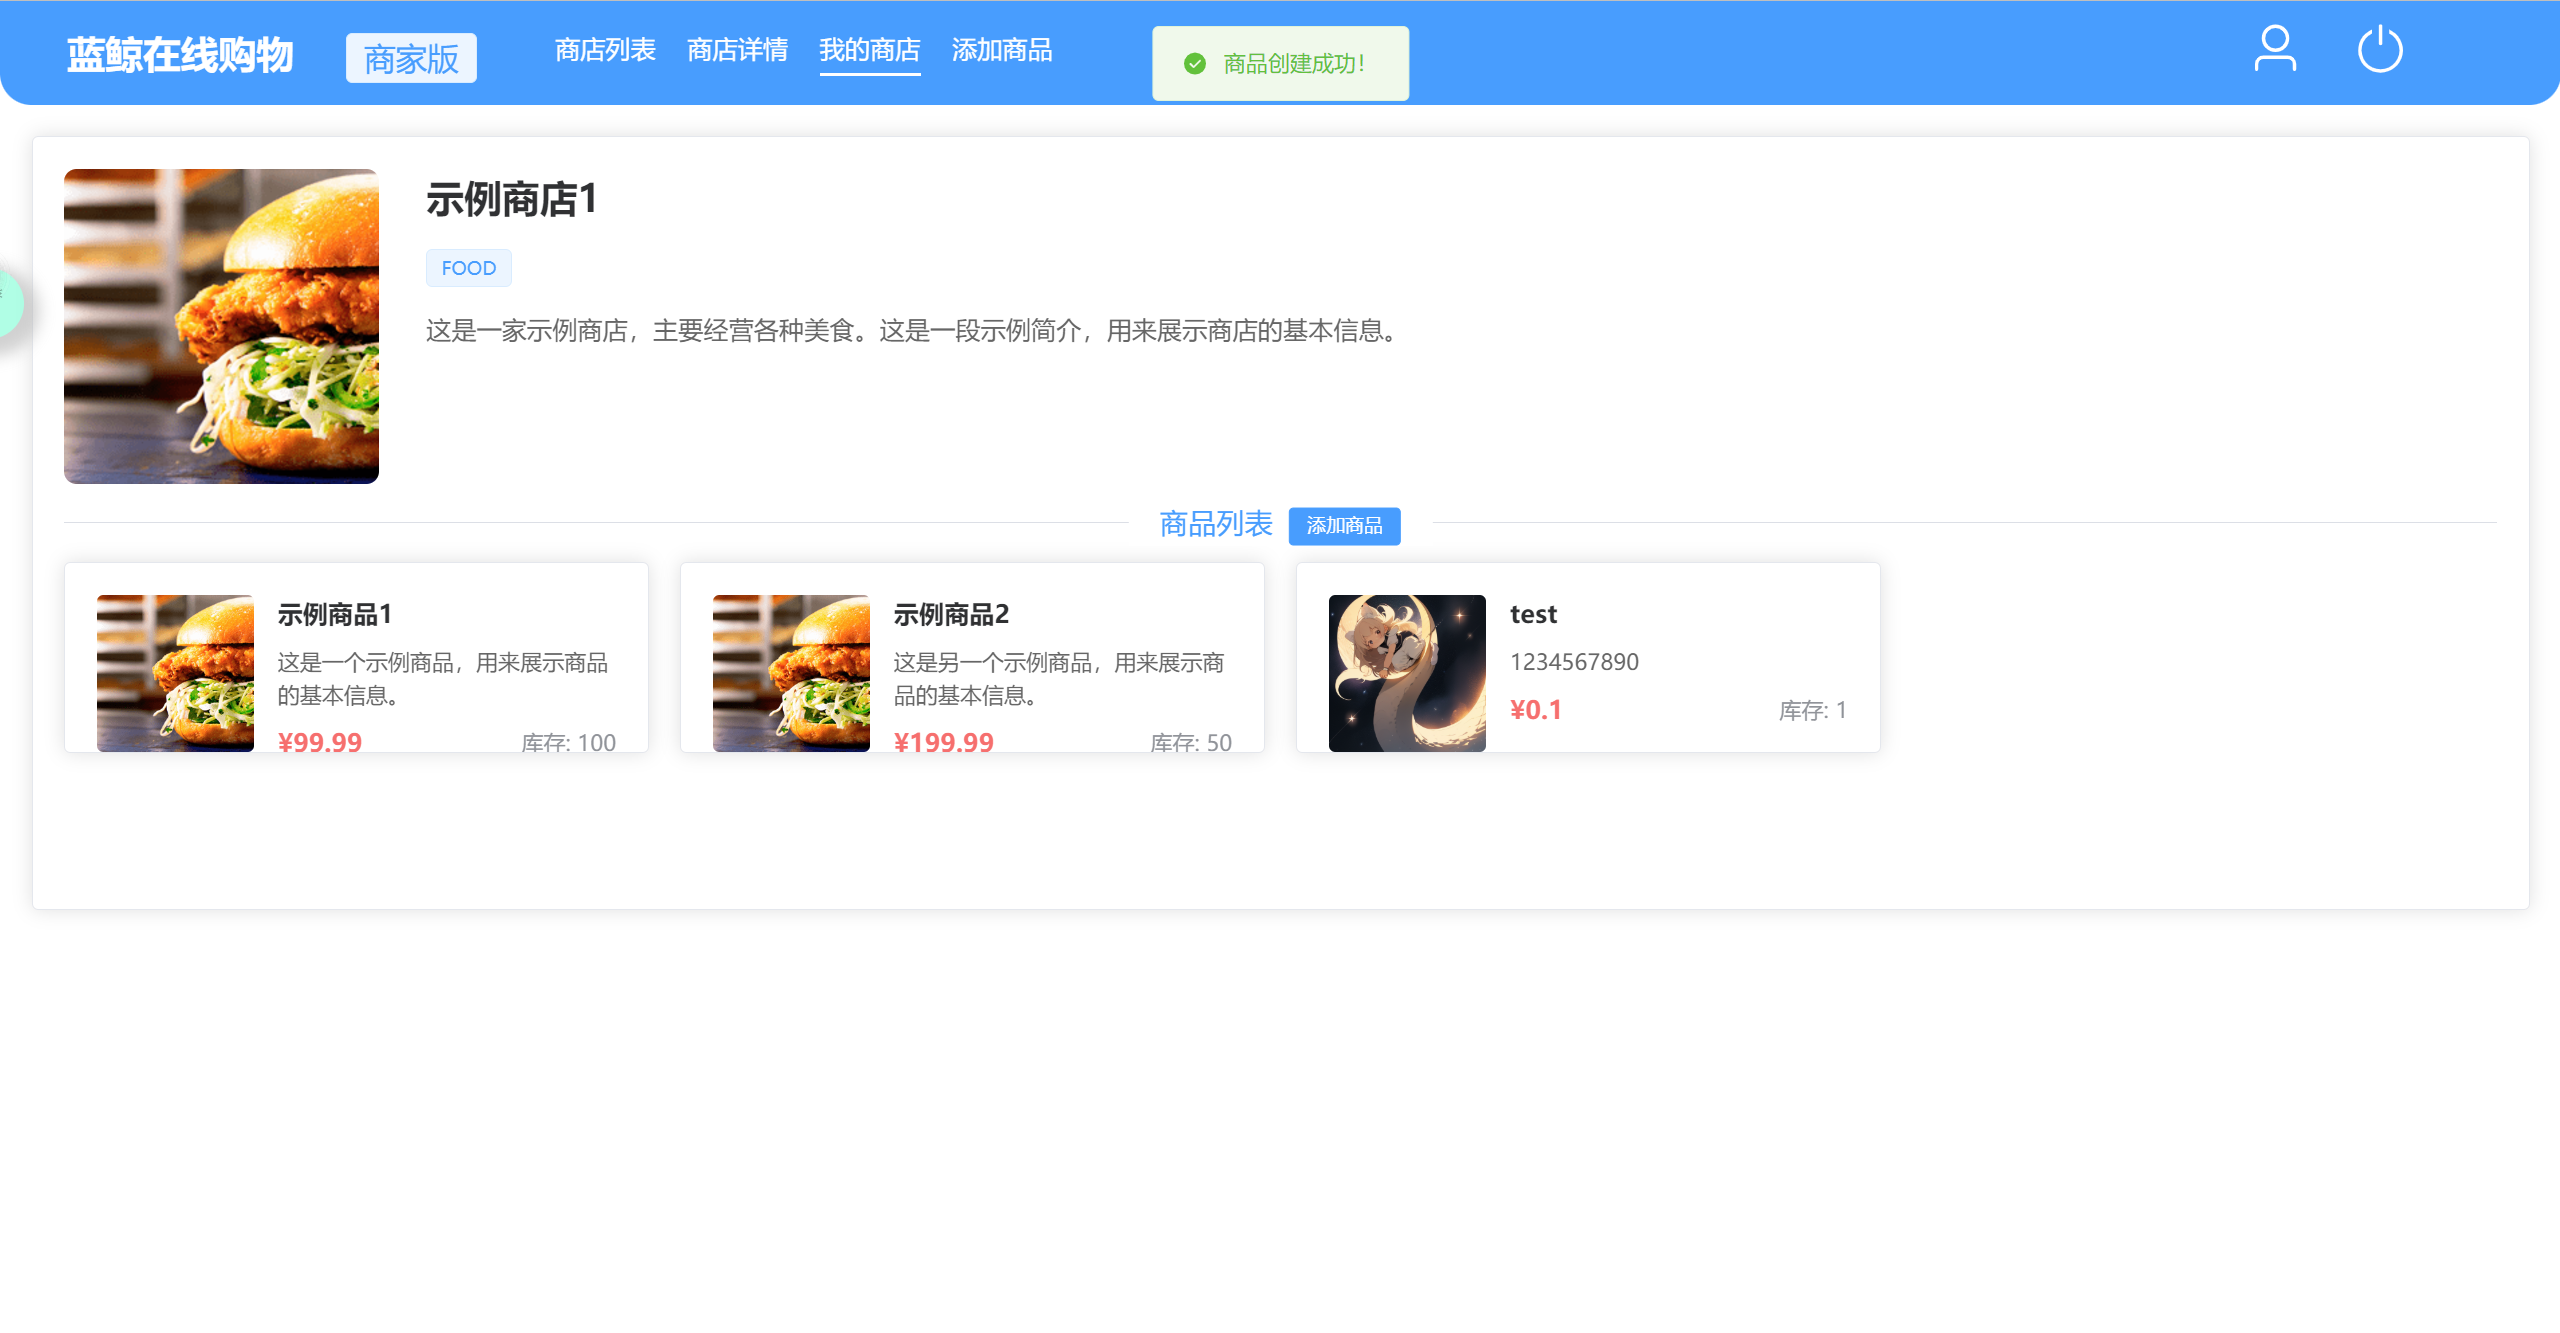 蓝鲸在线购物
商家版
商店列表
商店详情
我的商店
添加商品
商品创建成功！
示例商店1
FOOD
这是一家示例商店，主要经营各种美食。这是一段示例简介，用来展示商店的基本信息。
商品列表
添加商品
示例商品1
这是一个示例商品，用来展示商品
的基本信息。
¥99.99
库存: 100
示例商品2
这是另一个示例商品，用来展示商
品的基本信息。
¥199.99
库存: 50
test
1234567890
¥0.1
库存: 1